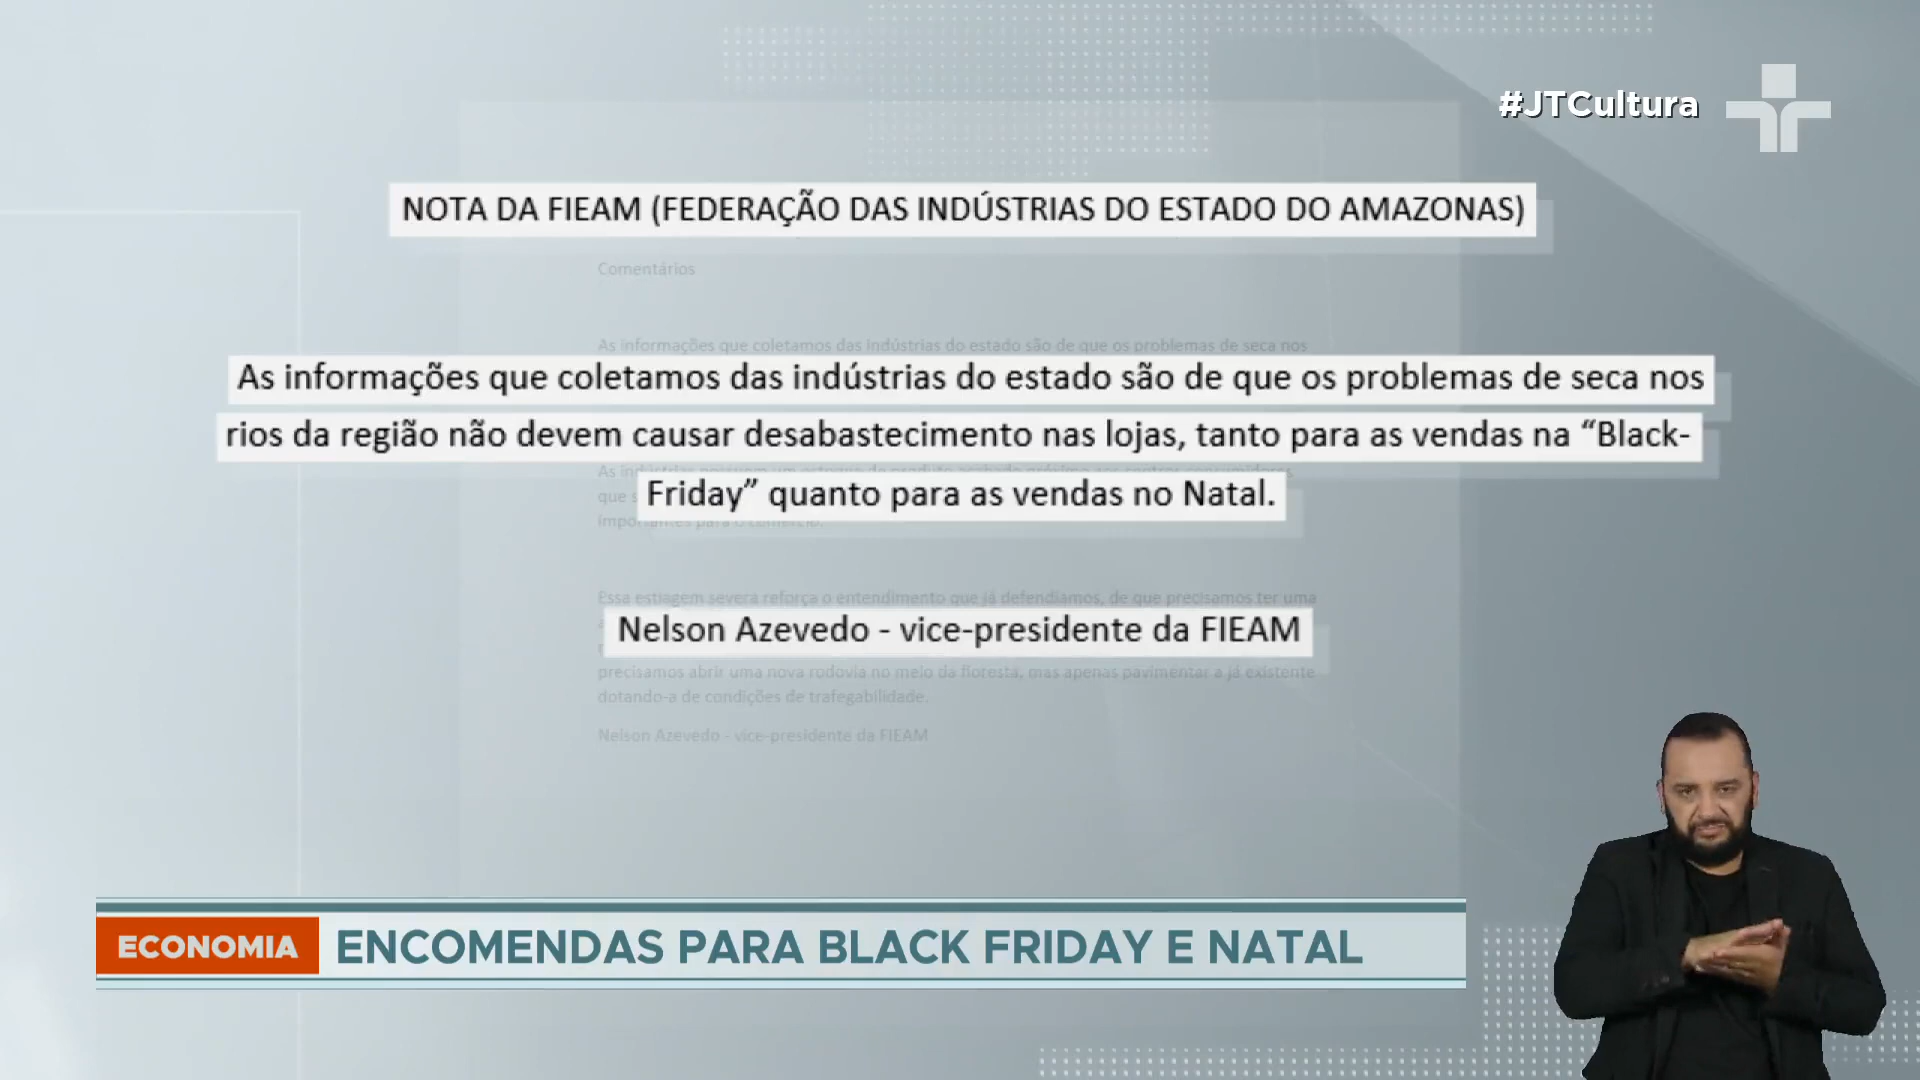 #JTCultura
NOTA DA FIEAM (FEDERAÇÃO DAS INDÚSTRIAS DO ESTADO DO AMAZONAS)
Comentários
As informações que coletamos das indústrias do estado são de que os problemas de seca nos
As informações que coletamos das indústrias do estado são de que os problemas de seca nos
rios da região não devem causar desabastecimento nas lojas, tanto para as vendas na “Black-
Friday” quanto para as vendas no Natal.
importantes para o comércio.
Essa estiagem severa reforça o entendimento que já defendíamos, de que precisamos ter uma
Nelson Azevedo - vice-presidente da FIEAM
precisamos abrir uma nova rodovia no meio da floresta, mas apenas pavimentar a já existente
dotando-a de condições de trafegabilidade.
Nelson Azevedo - vice-presidente da FIEAM
ECONOMIA ENCOMENDAS PARA BLACK FRIDAY E NATAL